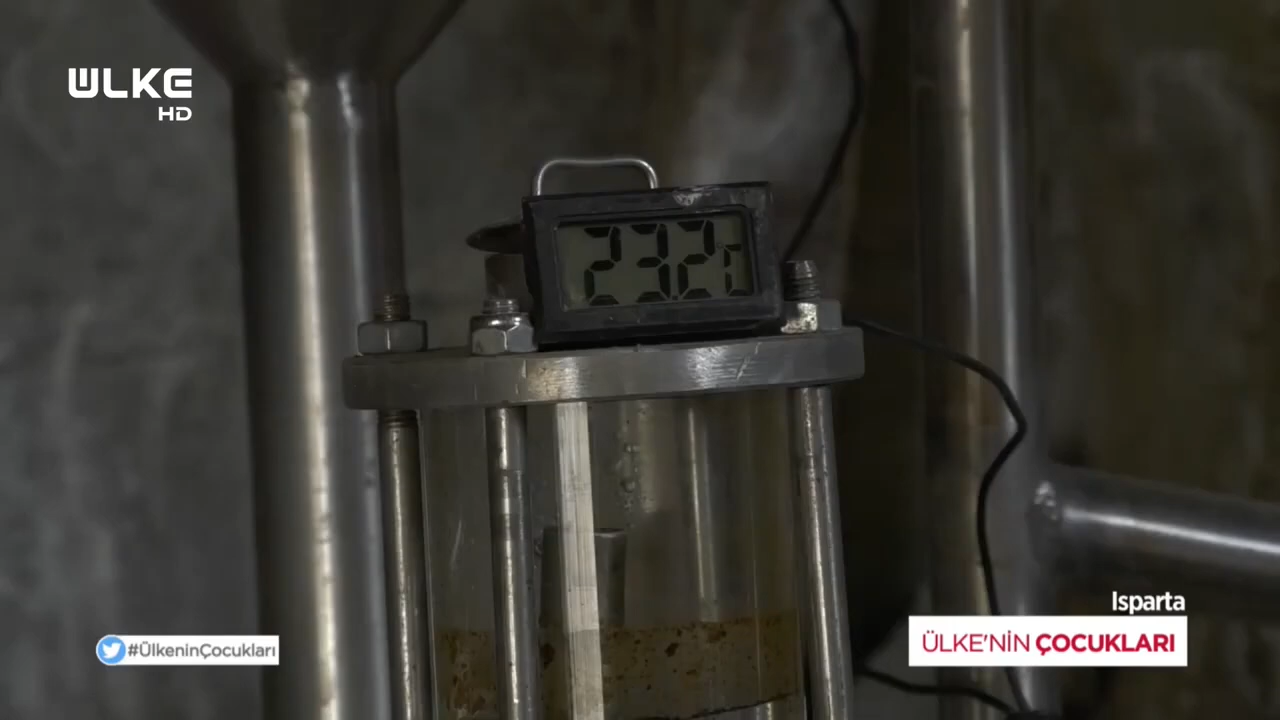 ÜLKE
HD
23.2°C
Isparta
#ÜlkeninÇocukları
ÜLKE'NİN ÇOCUKLARI